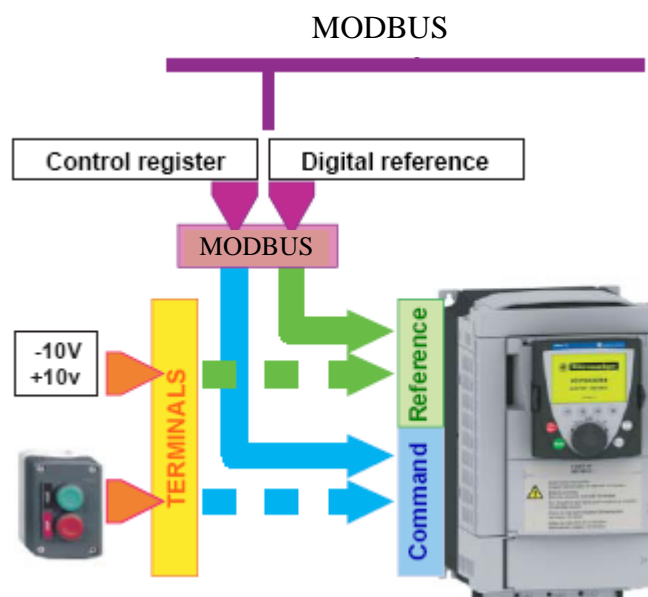 MODBUS
Control register
Digital reference
MODBUS
-10V
+10v
TERMINALS
Reference
Command